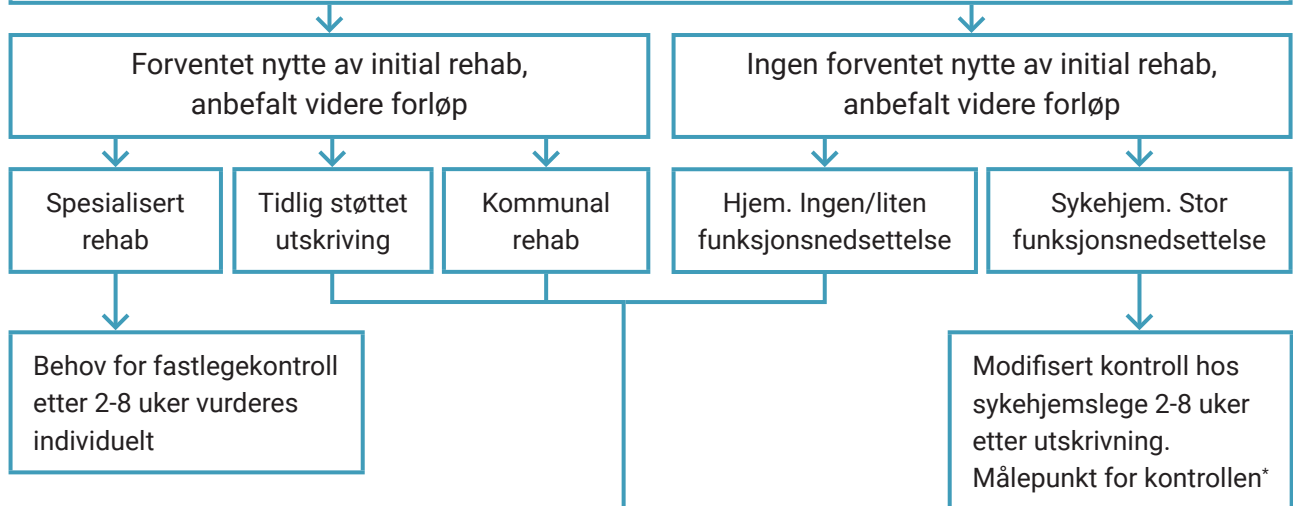 Forventet nytte av initial rehab,
anbefalt videre forløp
Ingen forventet nytte av initial rehab,
anbefalt videre forløp
Spesialisert
rehab
Tidlig støttet
utskriving
Kommunal
rehab
Hjem. Ingen/liten
funksjonsnedsettelse
Sykehjem. Stor
funksjonsnedsettelse
Behov for fastlegekontroll
etter 2-8 uker vurderes
individuelt
Modifisert kontroll hos
sykehjemslege 2-8 uker
etter utskrivning.
Målepunkt for kontrollen*